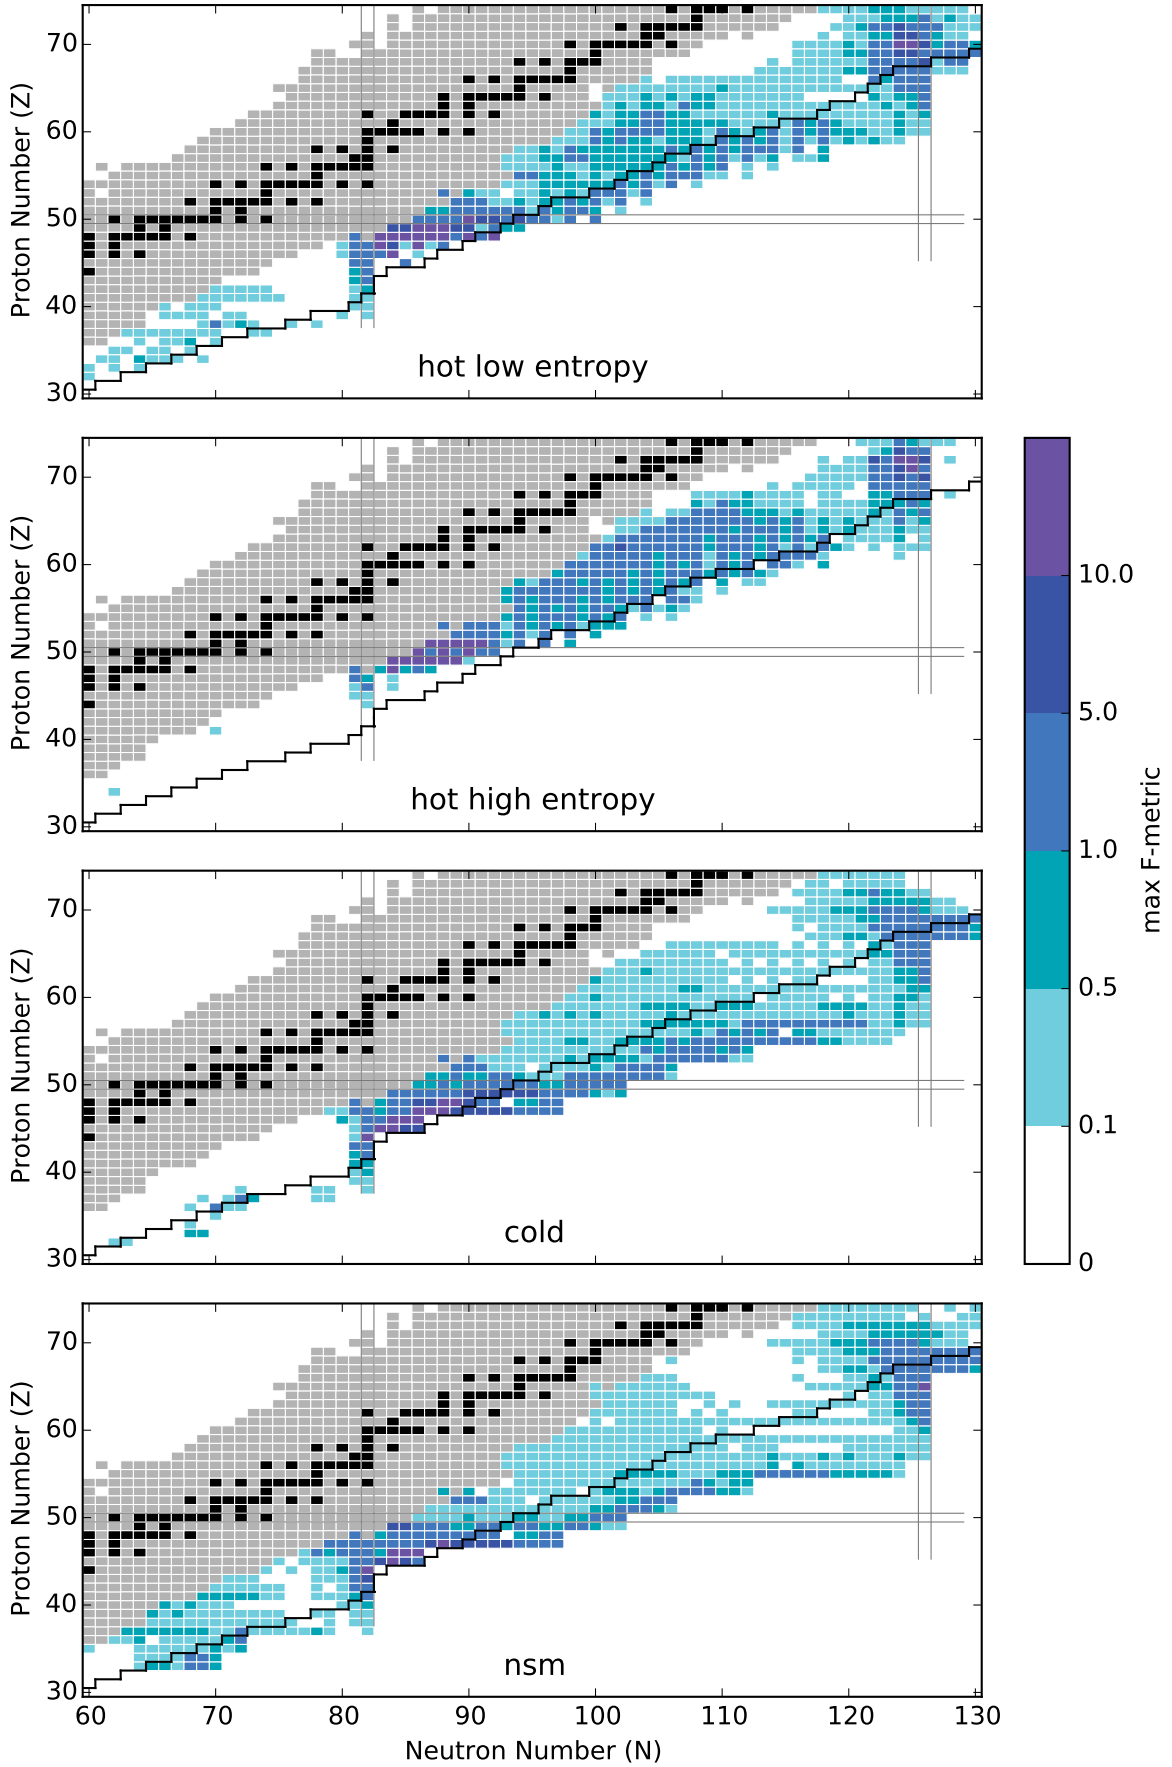 Proton Number (Z)
70
60
50
40
30
hot low entropy
Proton Number (Z)
70
60
50
40
30
hot high entropy
Proton Number (Z)
70
60
50
40
30
cold
Proton Number (Z)
70
60
50
40
30
nsm
60 70 80 90 100 110 120 130
Neutron Number (N)
10.0
5.0
1.0
0.5
0.1
0
max F-metric